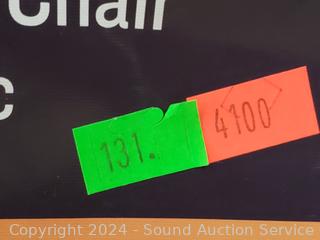 Chair
c
131.
4100
Copyright 2024 - Sound Auction Service